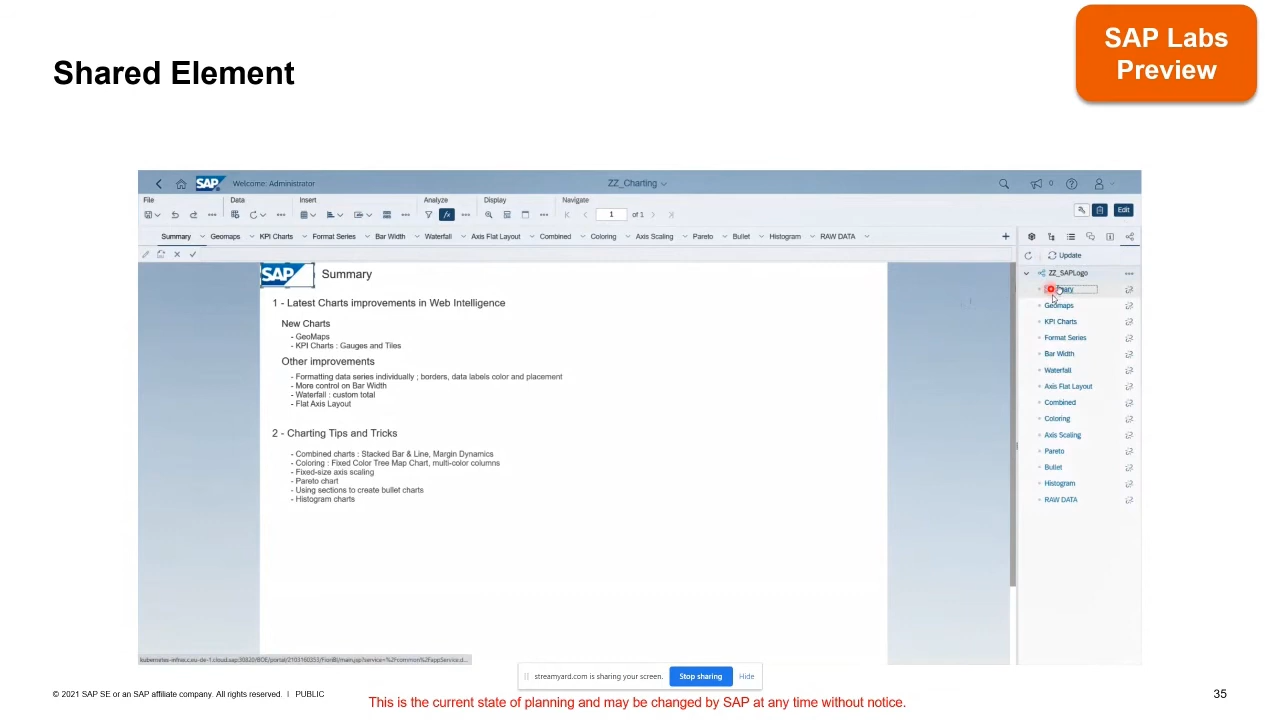 Shared Element
SAP Labs
Preview
SAP
Welcome: Administrator
ZZ_Charting
0
File
Data
Insert
Analyze
Display
Navigate
1
of 1
Edit
Summary
Geomaps
KPI Charts
Format Series
Bar Width
Waterfall
Axis Flat Layout
Combined
Coloring
Axis Scaling
Pareto
Bullet
Histogram
RAW DATA
Update
SAP
Summary
1 - Latest Charts improvements in Web Intelligence
New Charts
- GeoMaps
- KPI Charts : Gauges and Tiles
Other improvements
- Formatting data series individually ; borders, data labels color and placement
- More control on Bar Width
- Waterfall : custom total
- Flat Axis Layout
2 - Charting Tips and Tricks
- Combined charts : Stacked Bar & Line, Margin Dynamics
- Coloring : Fixed Color Tree Map Chart, multi-color columns
- Fixed-size axis scaling
- Pareto chart
- Using sections to create bullet charts
- Histogram charts
ZZ_SAPLogo
Geomaps
KPI Charts
Format Series
Bar Width
Waterfall
Axis Flat Layout
Combined
Coloring
Axis Scaling
Pareto
Bullet
Histogram
RAW DATA
streamyard.com is sharing your screen.
Stop sharing
Hide
© 2021 SAP SE or an SAP affiliate company. All rights reserved. | PUBLIC
This is the current state of planning and may be changed by SAP at any time without notice.
35